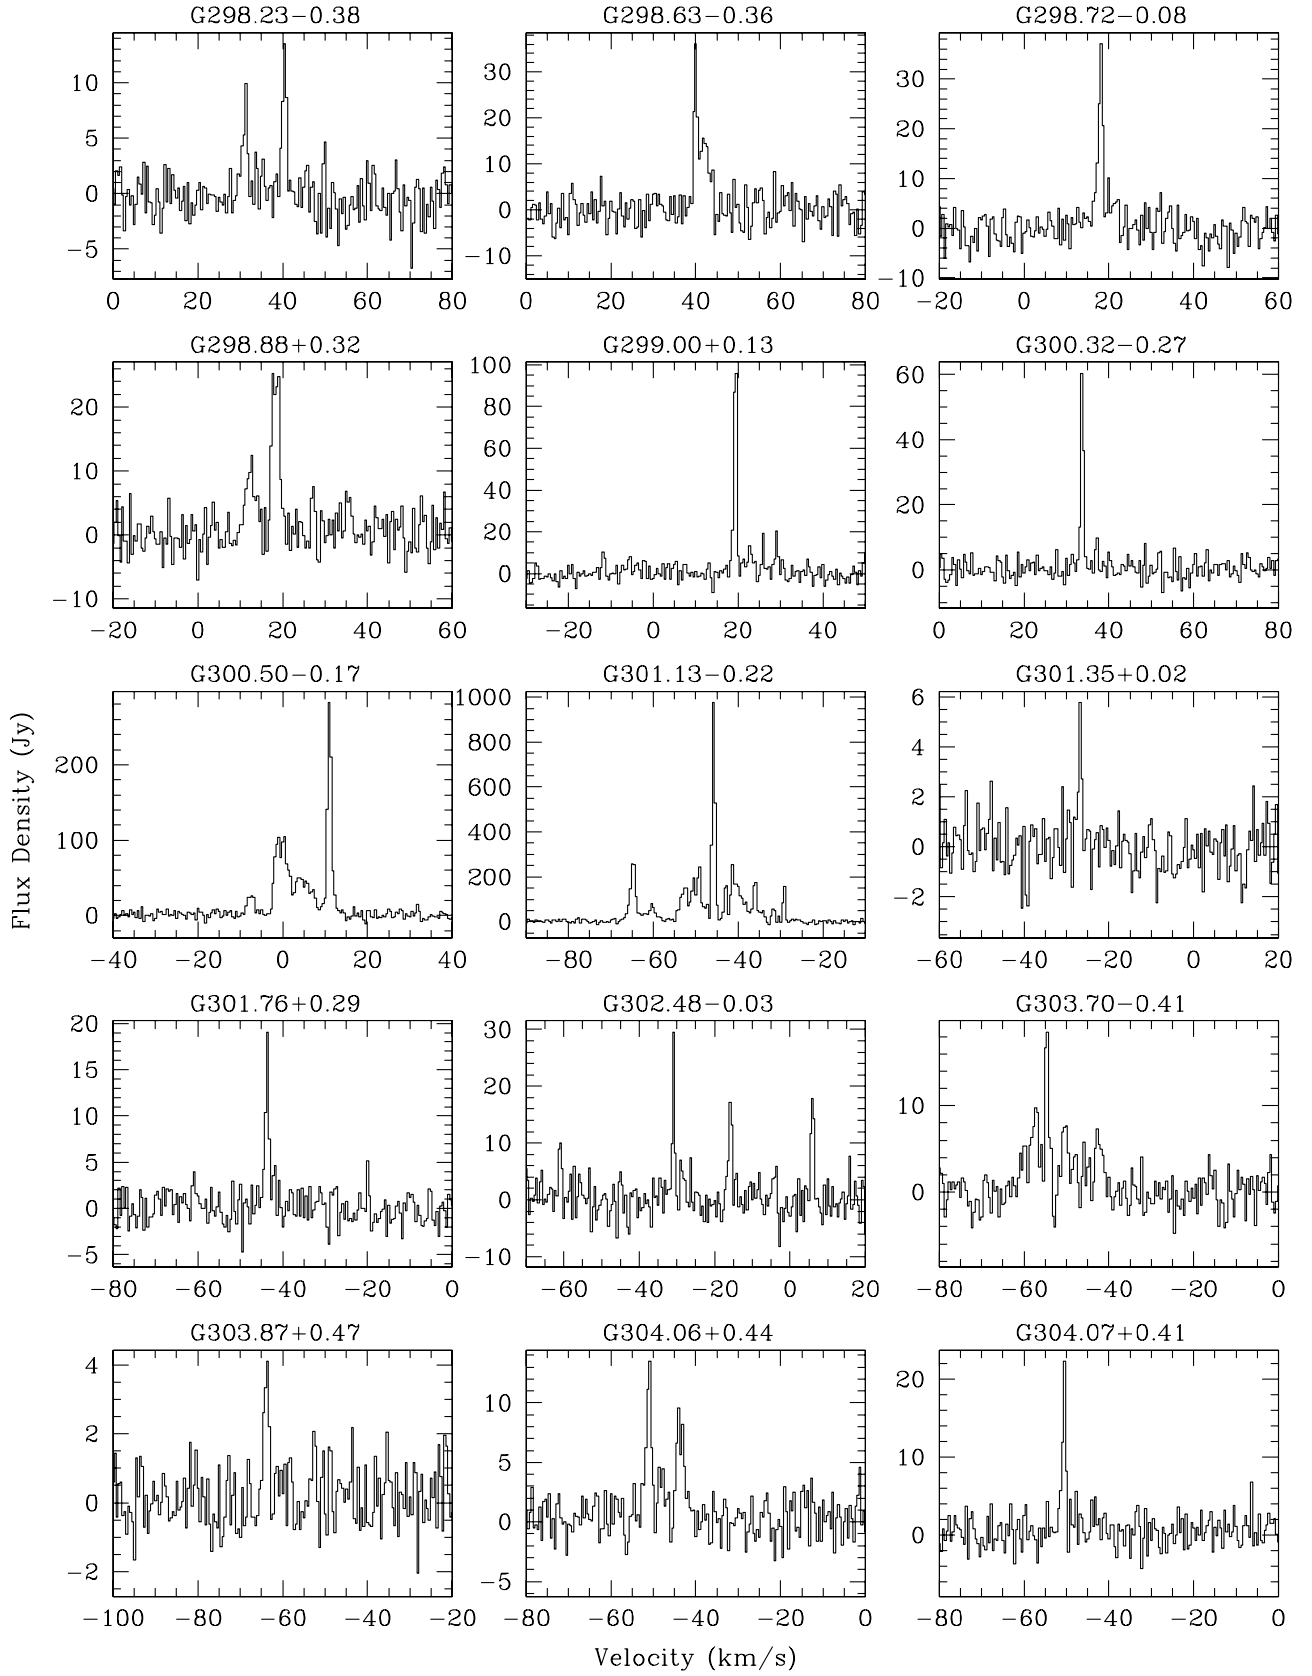 G298.23−0.38 G298.63−0.36 G298.72−0.08
10 5 0 −5
30 20 10 0 −10
30 20 10 0 −10
0 20 40 60 80 0 20 40 60 80 −20 0 20 40 60
G298.88+0.32 G299.00+0.13 G300.32−0.27
20 10 0 −10
100 80 60 40 20 0
60 40 20 0
−20 0 20 40 60 −20 0 20 40 0 20 40 60 80
G300.50−0.17 G301.13−0.22 G301.35+0.02
200 100 0
1000 800 600 400 200 0
6 4 2 0 −2
−40 −20 0 20 40 −80 −60 −40 −20 −60 −40 −20 0 20
Flux Density (Jy)
G301.76+0.29 G302.48−0.03 G303.70−0.41
20 15 10 5 0 −5
30 20 10 0 −10
10 0
−80 −60 −40 −20 0 −60 −40 −20 0 20 −80 −60 −40 −20 0
G303.87+0.47 G304.06+0.44 G304.07+0.41
4 2 0 −2
10 5 0 −5
20 10 0
−100 −80 −60 −40 −20 −80 −60 −40 −20 0 −80 −60 −40 −20 0
Velocity (km/s)